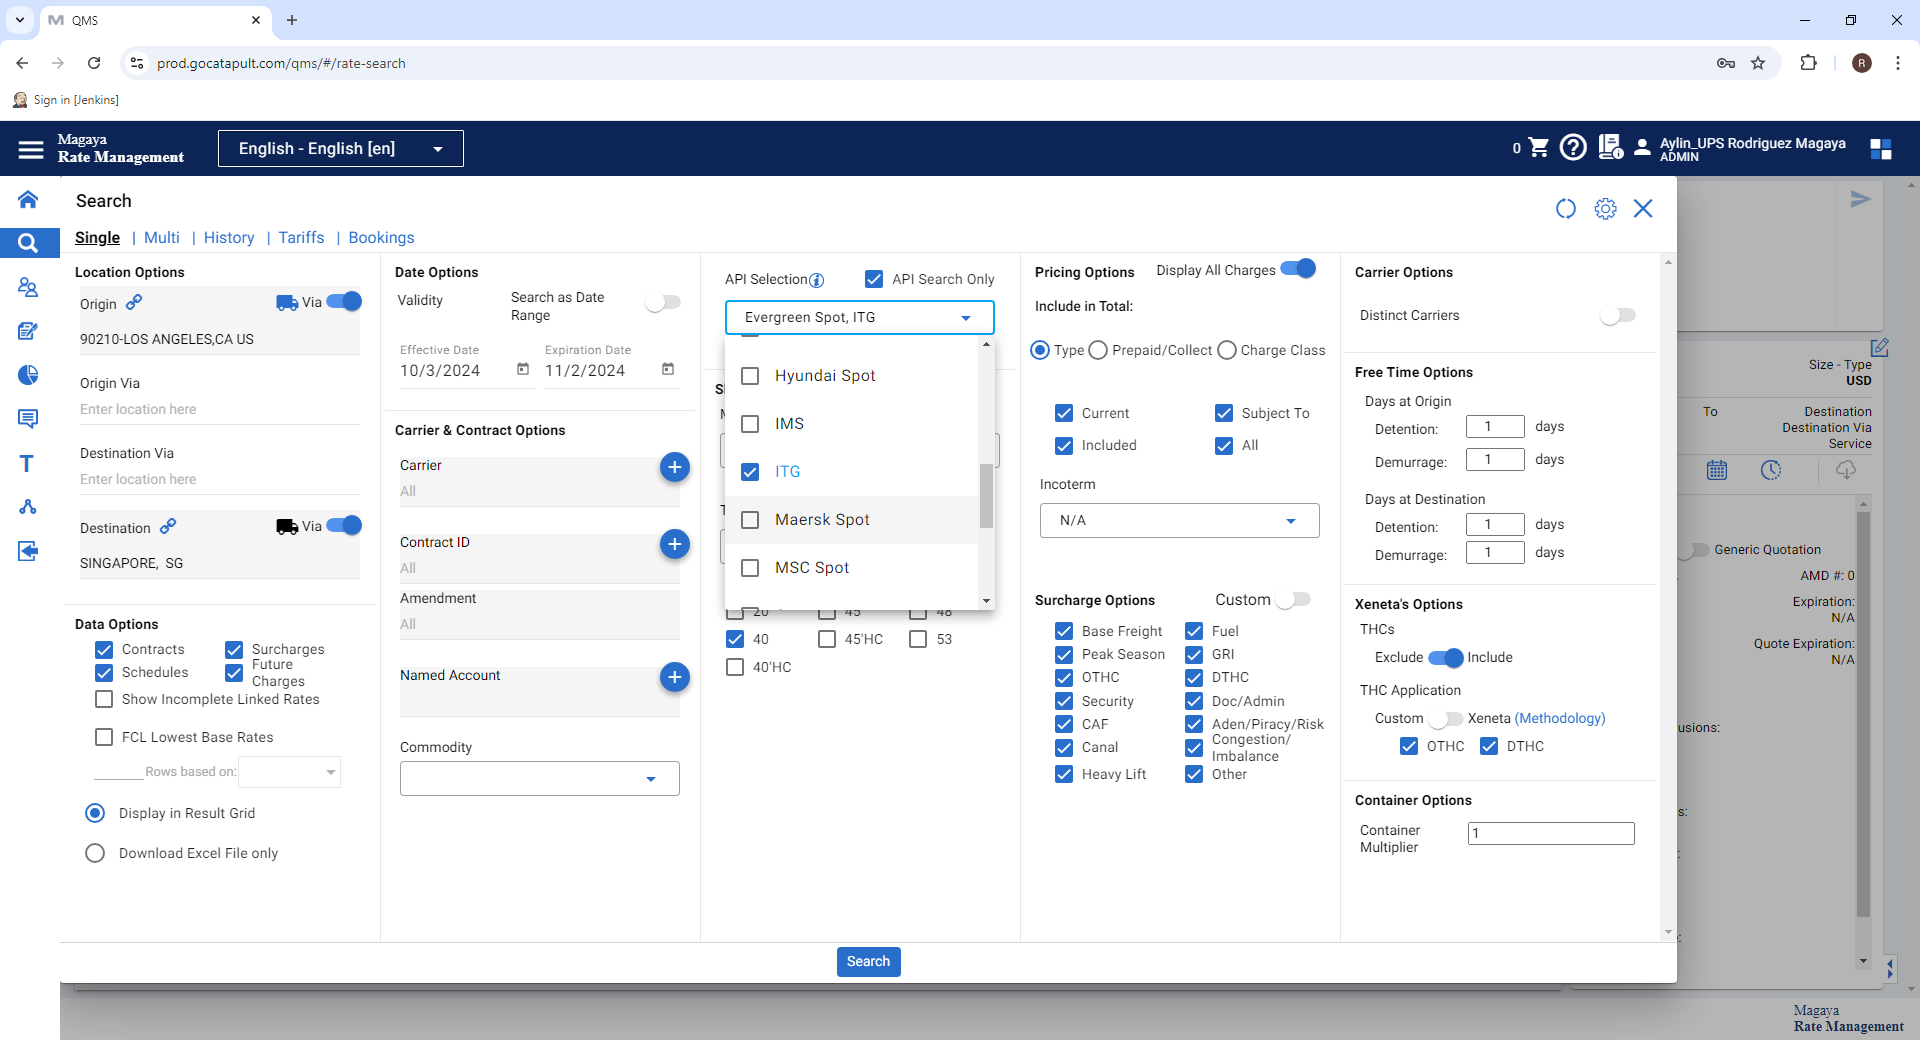 QMS
prod.gocatapult.com/qms/#/rate-search
R
Sign in [Jenkins]
Magaya
Rate Management
English - English [en]
0
Aylin_UPS Rodriguez Magaya
ADMIN
Search
Single | Multi | History | Tariffs | Bookings
Location Options
Origin
Via
90210-LOS ANGELES,CA US
Origin Via
Enter location here
Destination Via
Enter location here
Destination
Via
SINGAPORE, SG
Data Options
Contracts
Surcharges
Schedules
Future
Charges
Show Incomplete Linked Rates
FCL Lowest Base Rates
Rows based on:
Display in Result Grid
Download Excel File only
Date Options
Validity
Search as Date
Range
Effective Date
10/3/2024
Expiration Date
11/2/2024
Carrier & Contract Options
Carrier
All
Contract ID
All
Amendment
All
Named Account
Commodity
API Selection
API Search Only
Evergreen Spot, ITG
Hyundai Spot
IMS
ITG
Maersk Spot
MSC Spot
20
45
48
40
45'HC
53
40'HC
Pricing Options
Display All Charges
Include in Total:
Type
Prepaid/Collect
Charge Class
Current
Subject To
Included
All
Incoterm
N/A
Surcharge Options
Custom
Base Freight
Fuel
Peak Season
GRI
OTHC
DTHC
Security
Doc/Admin
CAF
Aden/Piracy/Risk
Canal
Congestion/
Imbalance
Heavy Lift
Other
Carrier Options
Distinct Carriers
Free Time Options
Days at Origin
Detention: 1 days
Demurrage: 1 days
Days at Destination
Detention: 1 days
Demurrage: 1 days
Xeneta's Options
THCs
Exclude
Include
THC Application
Custom
Xeneta (Methodology)
OTHC
DTHC
Container Options
Container
Multiplier
1
Search
Size - Type
USD
To
Destination
Destination Via
Service
Generic Quotation
AMD #: 0
Expiration:
N/A
Quote Expiration:
N/A
usions:
s:
Magaya
Rate Management